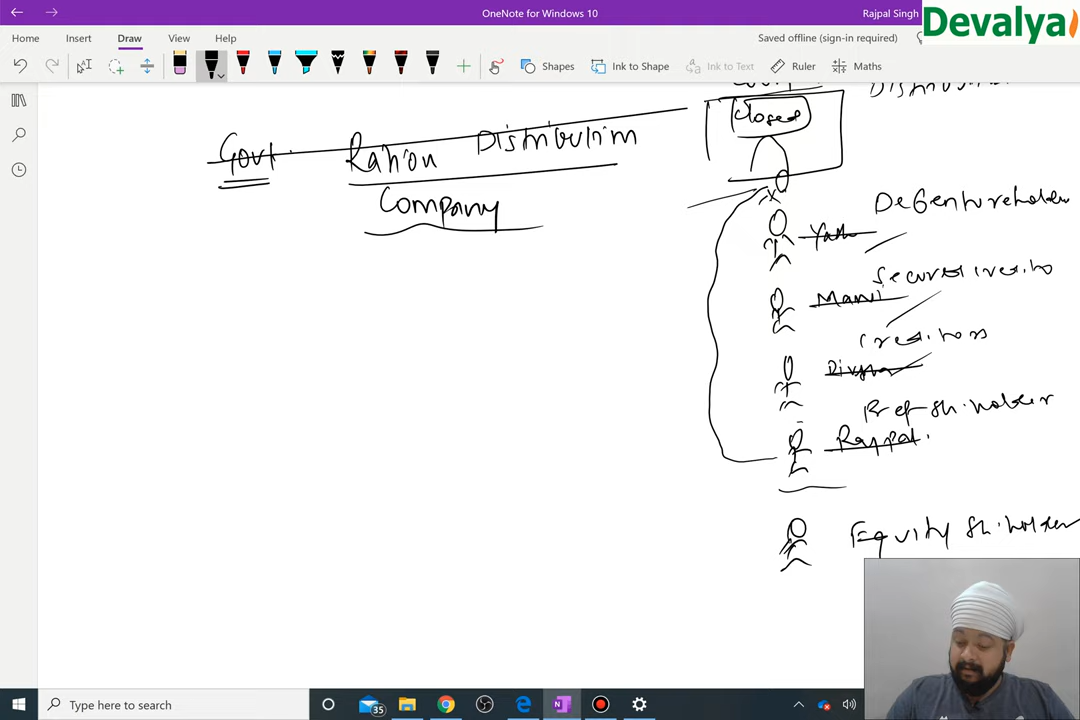 OneNote for Windows 10
Rajpal Singh
Devalya
Home Insert Draw View Help
Saved offline (sign-in required)
Shapes Ink to Shape Ink to Text Ruler Maths
closed
Govt. Ration Distribution
Company
Debentureholder
Yash
Secured
Mansi
Creditors
Pref Sh.holder
Rajpal.
Equity Sh.holder
35
Type here to search